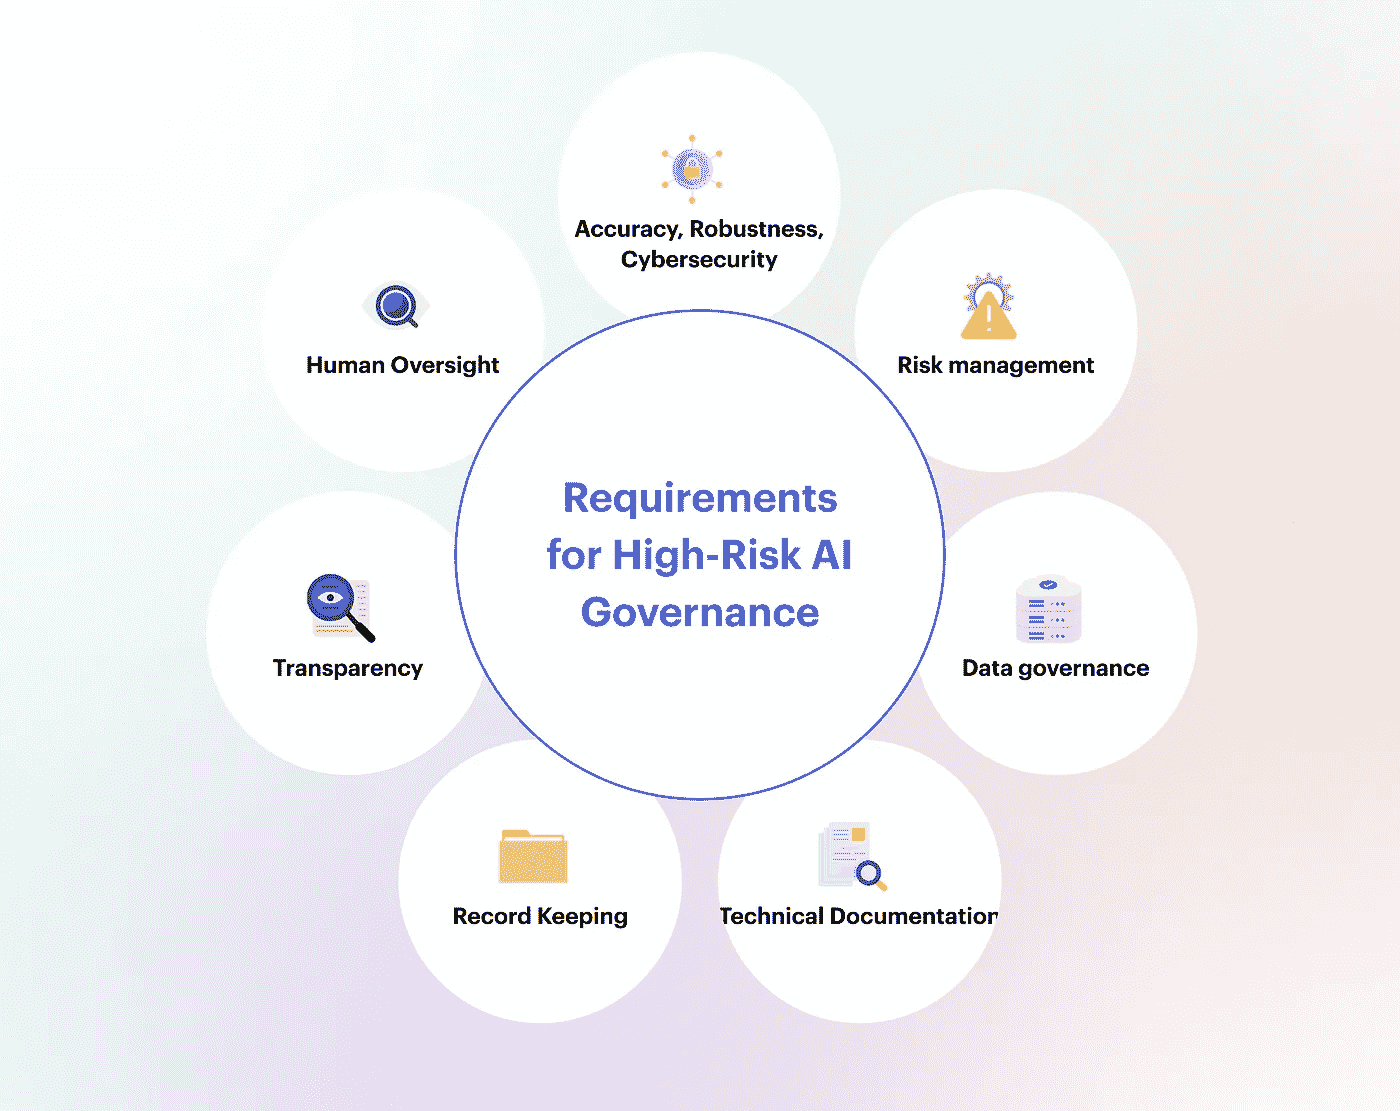 Accuracy, Robustness,
Cybersecurity
Human Oversight
Risk management
Requirements
for High-Risk AI
Governance
Transparency
Data governance
Record Keeping
Technical Documentation